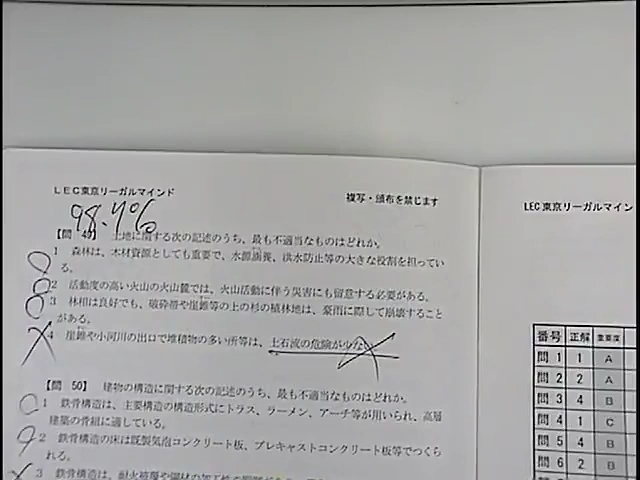 LEC東京リーガルマインド
複写・頒布を禁じます
98.7%
【問 49】 土地に関する次の記述のうち、最も不適当なものはどれか。
1 森林は、木材資源としても重要で、水源涵養、洪水防止等の大きな役割を担ってい
る。
2 活動度の高い火山の火山麓では、火山活動に伴う災害にも留意する必要がある。
3 林相は良好でも、破砕帯や崖錐等の上の杉の植林地は、豪雨に際して崩壊すること
がある。
4 崖錐や小河川の出口で堆積物の多い所等は、土石流の危険が少ない。
【問 50】 建物の構造に関する次の記述のうち、最も不適当なものはどれか。
1 鉄骨構造は、主要構造の構造形式にトラス、ラーメン、アーチ等が用いられ、高層
建築の骨組に適している。
2 鉄骨構造の床は既製気泡コンクリート板、プレキャストコンクリート板等でつくら
れる。
3 鉄骨構造は、耐火被覆や鋼材の加工性
LEC東京リーガルマイン
番号 正解 重要度
問 1 1 A
問 2 2 A
問 3 4 B
問 4 1 C
問 5 4 B
問 6 2 B